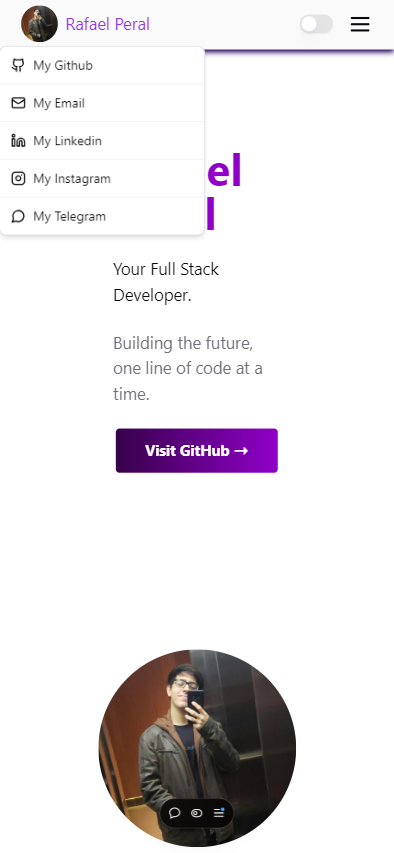 Rafael Peral
My Github
My Email
My Linkedin
My Instagram
My Telegram
el
l
Your Full Stack
Developer.
Building the future,
one line of code at a
time.
Visit GitHub →